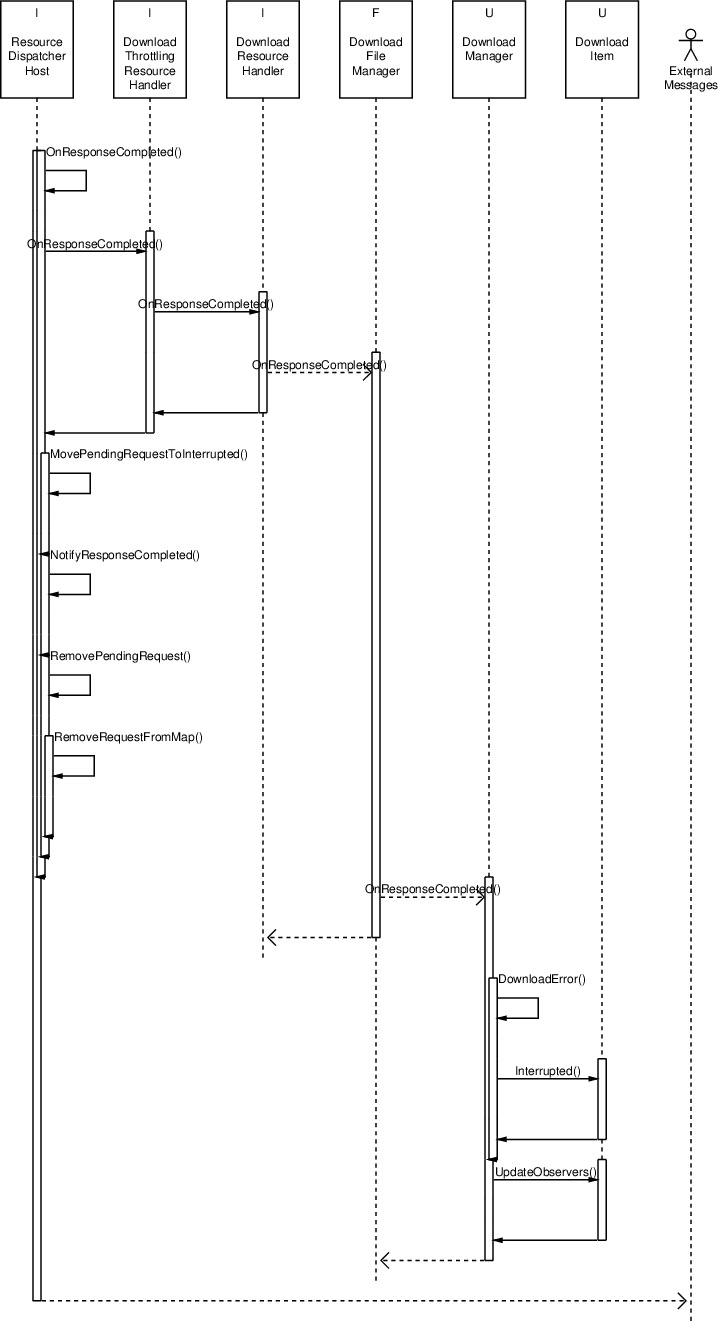 I
I
I
F
U
U
Resource
Dispatcher
Host
Download
Throttling
Resource
Handler
Download
Resource
Handler
Download
File
Manager
Download
Manager
Download
Item
External
Messages
OnResponseCompleted()
OnResponseCompleted()
OnResponseCompleted()
OnResponseCompleted()
MovePendingRequestToInterrupted()
NotifyResponseCompleted()
RemovePendingRequest()
RemoveRequestFromMap()
OnResponseCompleted()
DownloadError()
Interrupted()
UpdateObservers()